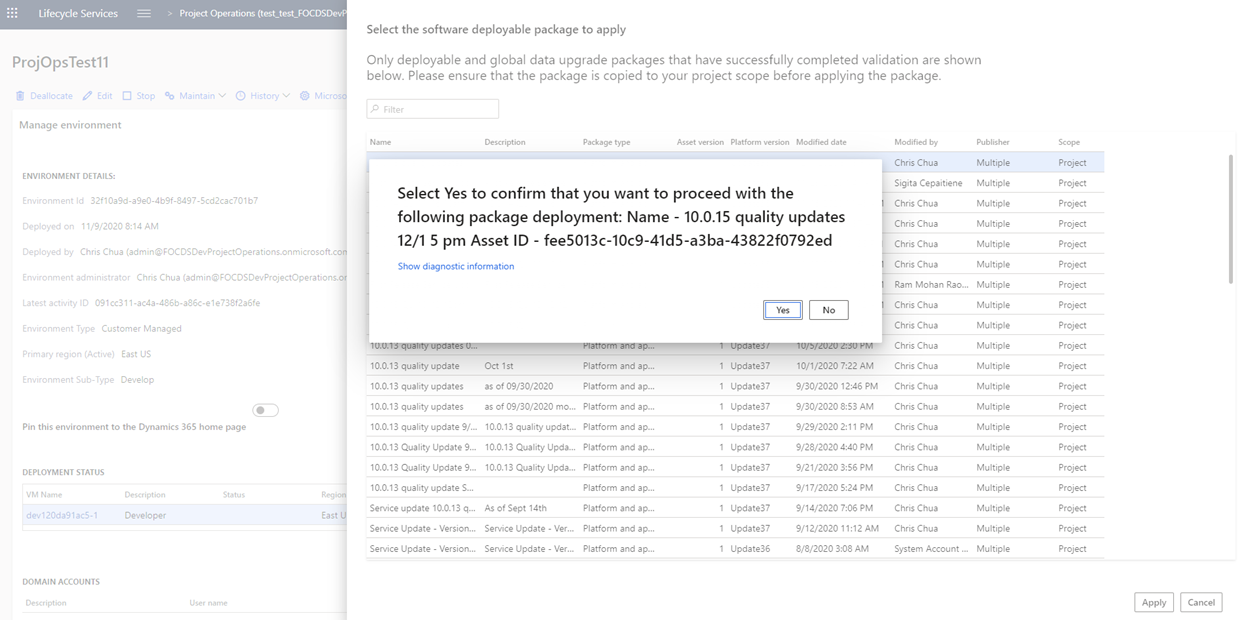 Lifecycle Services > Project Operations (test_test_FOCDSDevP
ProjOpsTest11
Deallocate Edit Stop Maintain History Microso
Manage environment
ENVIRONMENT DETAILS:
Environment Id 32f10a9d-a9e0-4b9f-8497-5cd2cac701b7
Deployed on 11/9/2020 8:14 AM
Deployed by Chris Chua (admin@FOCDSDevProjectOperations.onmicrosoft.com
Environment administrator Chris Chua (admin@FOCDSDevProjectOperations.on
Latest activity ID 091cc311-ac4a-486b-a86c-e1e738f2a6fe
Environment Type Customer Managed
Primary region (Active) East US
Environment Sub-Type Develop
Pin this environment to the Dynamics 365 home page
DEPLOYMENT STATUS
VM Name Description Status Region
dev120da91ac5-1 Developer East U
DOMAIN ACCOUNTS
Description User name
Select the software deployable package to apply
Only deployable and global data upgrade packages that have successfully completed validation are shown
below. Please ensure that the package is copied to your project scope before applying the package.
Filter
Name Description Package type Asset version Platform version Modified date Modified by Publisher Scope
Chris Chua Multiple Project
Sigita Cepaitiene Multiple Project
Chris Chua Multiple Project
Chris Chua Multiple Project
Chris Chua Multiple Project
Chris Chua Multiple Project
Ram Mohan Rao... Multiple Project
Chris Chua Multiple Project
Chris Chua Multiple Project
Select Yes to confirm that you want to proceed with the
following package deployment: Name - 10.0.15 quality updates
12/1 5 pm Asset ID - fee5013c-10c9-41d5-a3ba-43822f0792ed
Show diagnostic information
Yes No
10.0.13 quality updates 0... Platform and ap... 1 Update37 10/5/2020 2:30 PM Chris Chua Multiple Project
10.0.13 quality update Oct 1st Platform and ap... 1 Update37 10/1/2020 7:22 AM Chris Chua Multiple Project
10.0.13 quality updates as of 09/30/2020 Platform and ap... 1 Update37 9/30/2020 12:46 PM Chris Chua Multiple Project
10.0.13 quality updates as of 09/30/2020 mo... Platform and ap... 1 Update37 9/30/2020 8:53 AM Chris Chua Multiple Project
10.0.13 quality update 9/... 10.0.13 quality updat... Platform and ap... 1 Update37 9/29/2020 2:11 PM Chris Chua Multiple Project
10.0.13 Quality Update 9... 10.0.13 Quality Upda... Platform and ap... 1 Update37 9/28/2020 4:40 PM Chris Chua Multiple Project
10.0.13 Quality Update 9... 10.0.13 Quality Upda... Platform and ap... 1 Update37 9/21/2020 3:56 PM Chris Chua Multiple Project
10.0.13 quality update S... Platform and ap... 1 Update37 9/17/2020 5:24 PM Chris Chua Multiple Project
Service update 10.0.13 q... As of Sept 14th Platform and ap... 1 Update37 9/14/2020 7:06 PM Chris Chua Multiple Project
Service Update - Version... Service Update - Ver... Platform and ap... 1 Update37 9/12/2020 11:12 AM Chris Chua Multiple Project
Service Update - Version... Service Update - Ver... Platform and ap... 1 Update36 8/8/2020 3:08 AM System Account ... Multiple Project
Apply Cancel